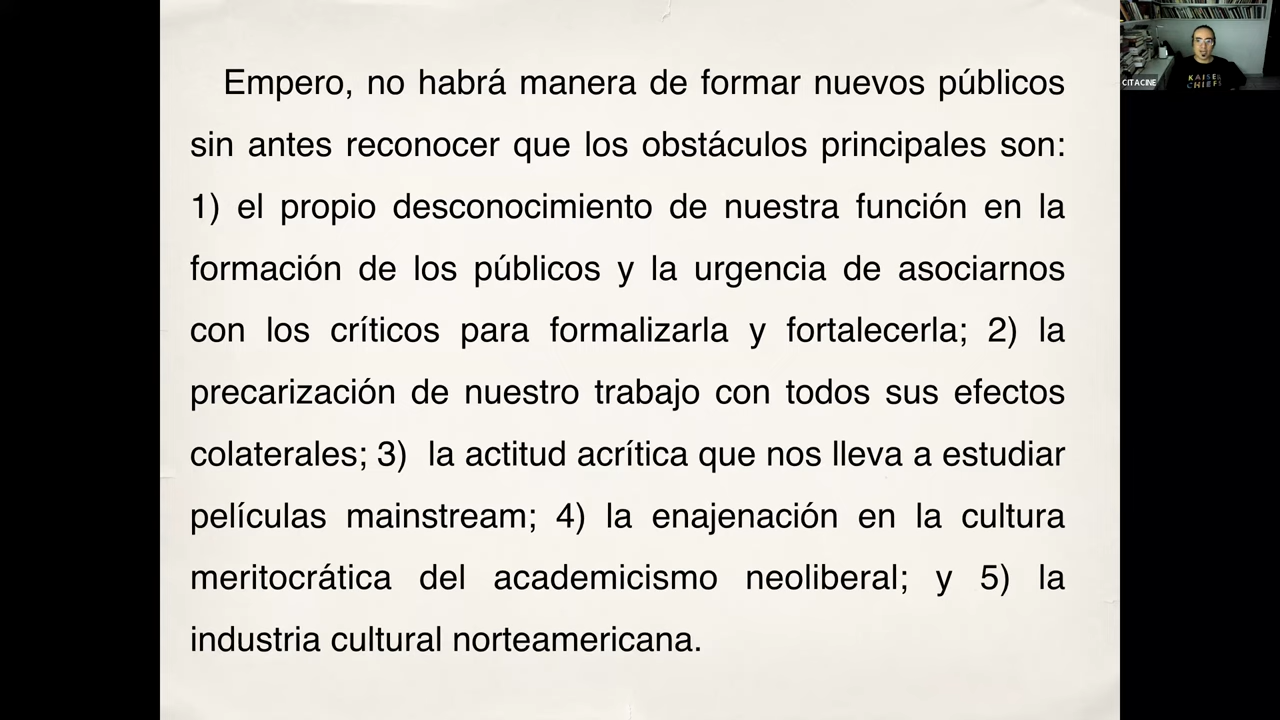 Empero, no habrá manera de formar nuevos públicos
sin antes reconocer que los obstáculos principales son:
1) el propio desconocimiento de nuestra función en la
formación de los públicos y la urgencia de asociarnos
con los críticos para formalizarla y fortalecerla; 2) la
precarización de nuestro trabajo con todos sus efectos
colaterales; 3) la actitud acrítica que nos lleva a estudiar
películas mainstream; 4) la enajenación en la cultura
meritocrática del academicismo neoliberal; y 5) la
industria cultural norteamericana.
CITACINE
KAISER
CHIEFS